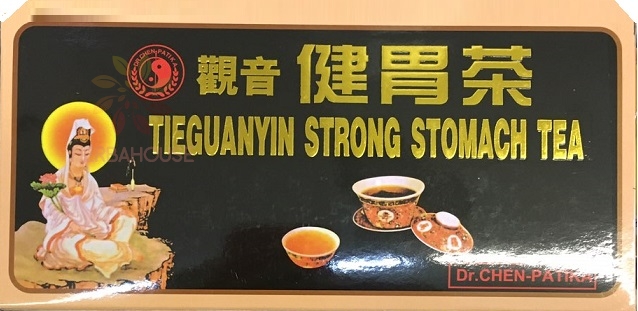 DR.CHEN-PATIKA
觀音 健胃茶
TIEGUANYIN STRONG STOMACH TEA
Dr.CHEN-PATIKA